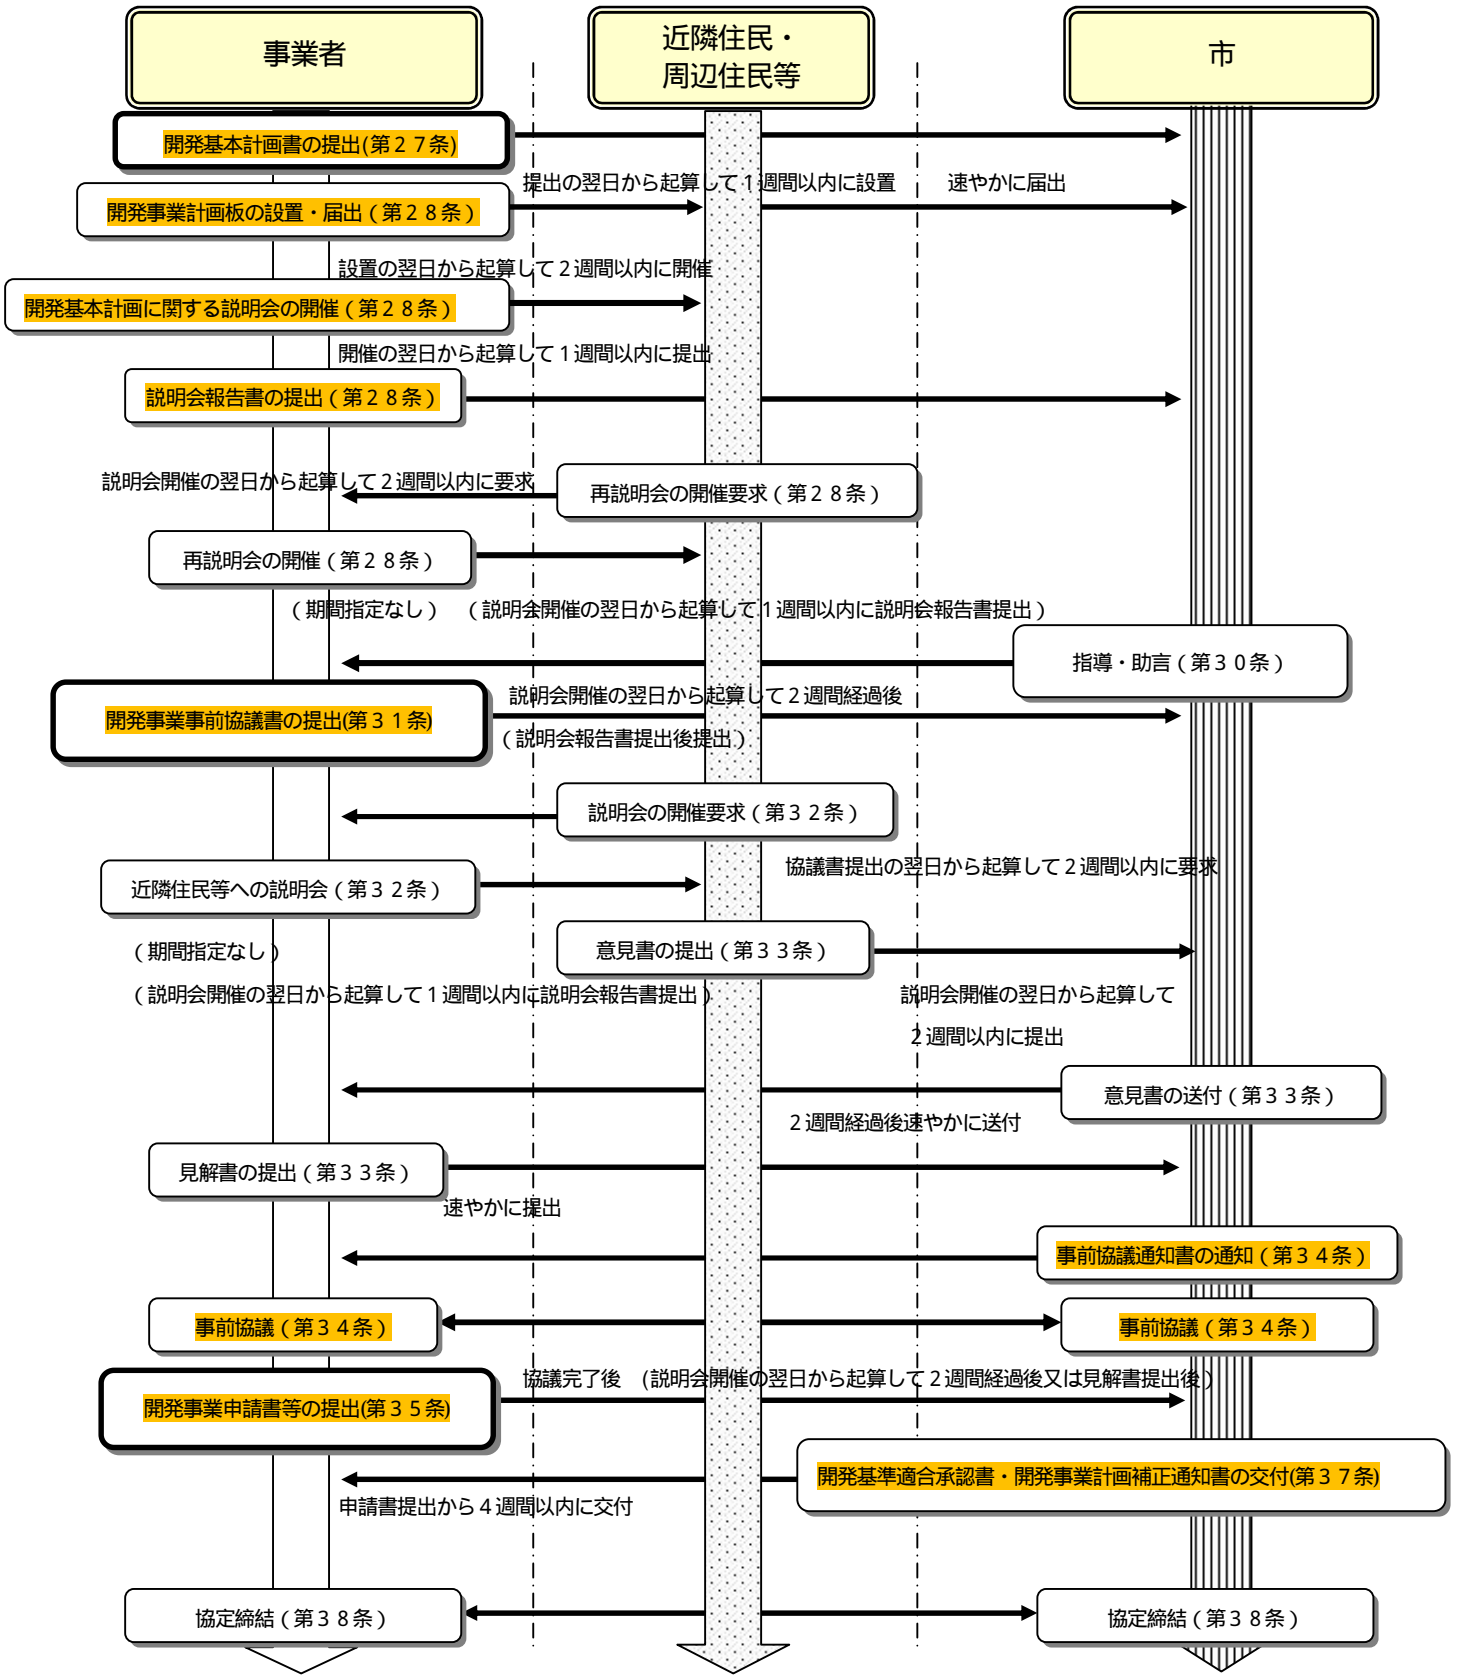 事業者
近隣住民・
周辺住民等
市
開発基本計画書の提出(第２７条)
提出の翌日から起算して１週間以内に設置
速やかに届出
開発事業計画板の設置・届出（第２８条）
設置の翌日から起算して２週間以内に開催
開発基本計画に関する説明会の開催（第２８条）
開催の翌日から起算して１週間以内に提出
説明会報告書の提出（第２８条）
説明会開催の翌日から起算して２週間以内に要求
再説明会の開催要求（第２８条）
再説明会の開催（第２８条）
（期間指定なし）　（説明会開催の翌日から起算して１週間以内に説明会報告書提出）
指導・助言（第３０条）
説明会開催の翌日から起算して２週間経過後
開発事業事前協議書の提出(第３１条)
（説明会報告書提出後提出）
説明会の開催要求（第３２条）
協議書提出の翌日から起算して２週間以内に要求
近隣住民等への説明会（第３２条）
（期間指定なし）
意見書の提出（第３３条）
（説明会開催の翌日から起算して１週間以内に説明会報告書提出）
説明会開催の翌日から起算して
２週間以内に提出
意見書の送付（第３３条）
２週間経過後速やかに送付
見解書の提出（第３３条）
速やかに提出
事前協議通知書の通知（第３４条）
事前協議（第３４条）
事前協議（第３４条）
協議完了後　（説明会開催の翌日から起算して２週間経過後又は見解書提出後）
開発事業申請書等の提出(第３５条)
開発基準適合承認書・開発事業計画補正通知書の交付(第３７条)
申請書提出から４週間以内に交付
協定締結（第３８条）
協定締結（第３８条）